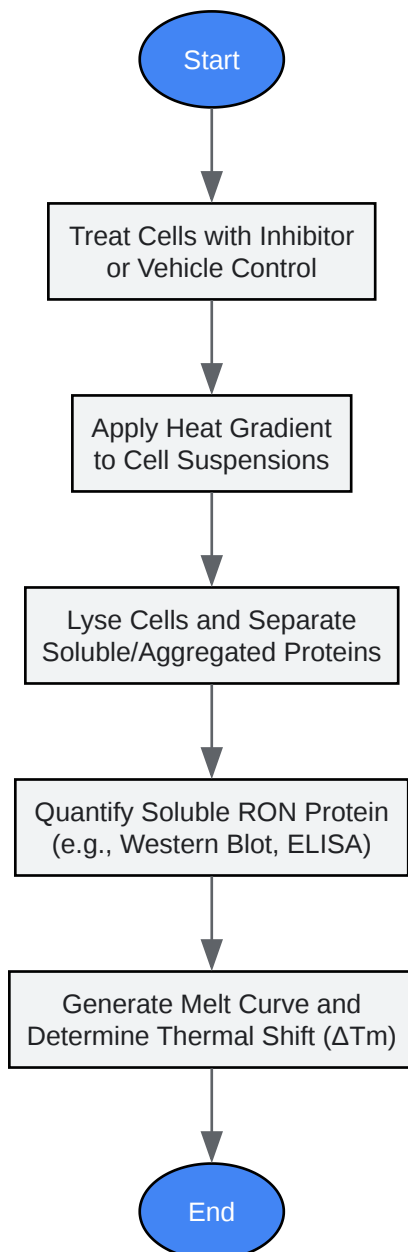 Start
Treat Cells with Inhibitor
or Vehicle Control
Apply Heat Gradient
to Cell Suspensions
Lyse Cells and Separate
Soluble/Aggregated Proteins
Quantify Soluble RON Protein
(e.g., Western Blot, ELISA)
Generate Melt Curve and
Determine Thermal Shift (ΔTm)
End